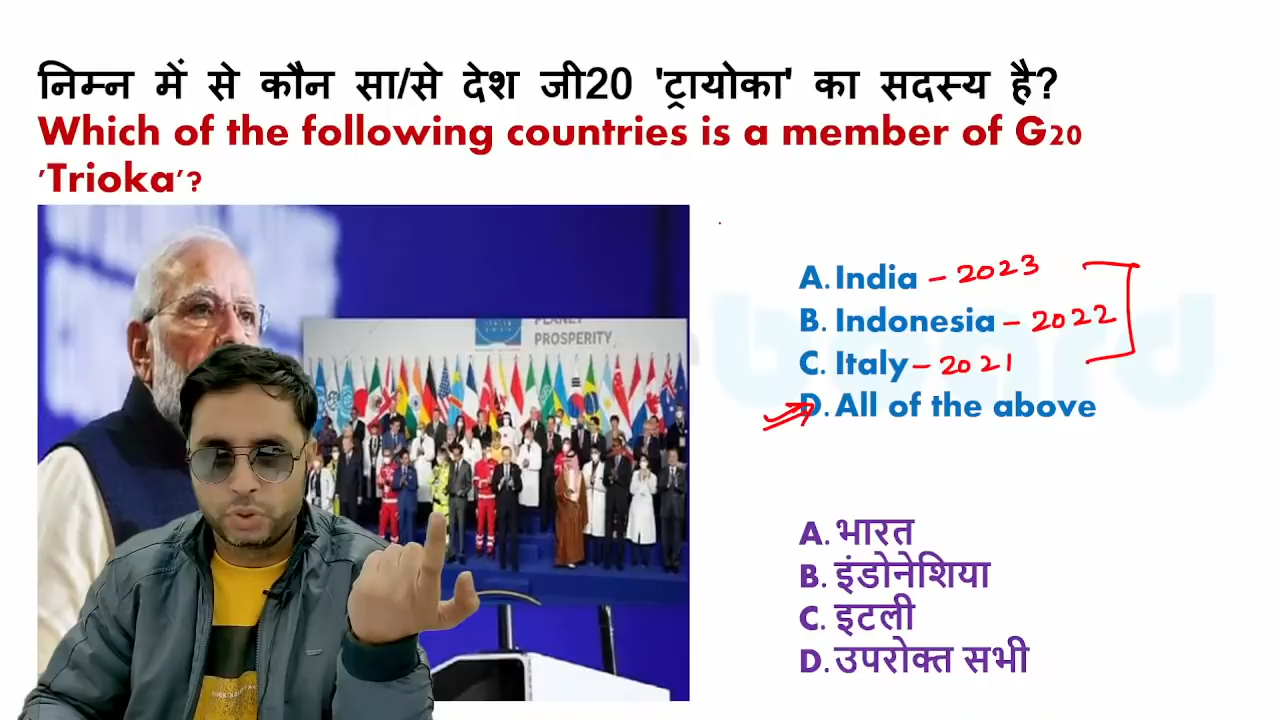 निम्न में से कौन सा/से देश जी20 'ट्रायोका' का सदस्य है?
Which of the following countries is a member of G20
'Trioka'?
PLANET
PROSPERITY
A. India – 2023
B. Indonesia – 2022
C. Italy – 2021
D. All of the above
A. भारत
B. इंडोनेशिया
C. इटली
D. उपरोक्त सभी